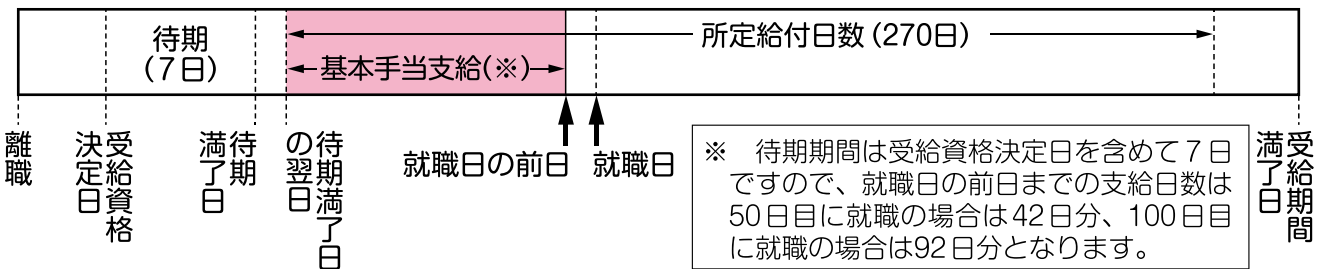 待期
(7日)
所定給付日数(270日)
基本手当支給(※)
離職
受給資格
決定日
待期
満了日
待期満了日
の翌日
就職日の前日
就職日
※ 待期期間は受給資格決定日を含めて7日
ですので、就職日の前日までの支給日数は
50日目に就職の場合は42日分、100日目
に就職の場合は92日分となります。
受給期間
満了日